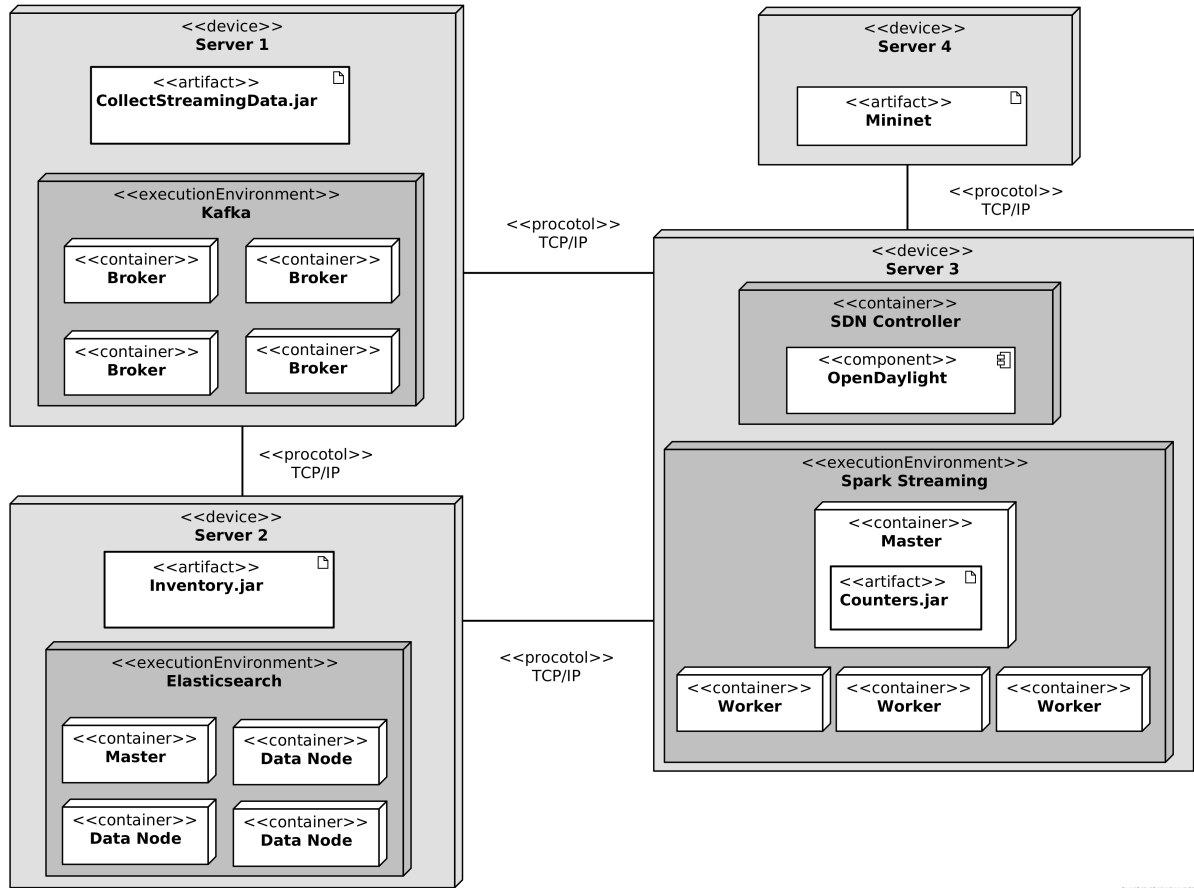 <<device>>
Server 1
<<artifact>>
CollectStreamingData.jar
<<executionEnvironment>>
Kafka
<<container>>
Broker
<<container>>
Broker
<<container>>
Broker
<<container>>
Broker
<<procotol>>
TCP/IP
<<device>>
Server 4
<<artifact>>
Mininet
<<procotol>>
TCP/IP
<<device>>
Server 3
<<container>>
SDN Controller
<<component>>
OpenDaylight
<<executionEnvironment>>
Spark Streaming
<<container>>
Master
<<artifact>>
Counters.jar
<<container>>
Worker
<<container>>
Worker
<<container>>
Worker
<<procotol>>
TCP/IP
<<device>>
Server 2
<<artifact>>
Inventory.jar
<<executionEnvironment>>
Elasticsearch
<<container>>
Master
<<container>>
Data Node
<<container>>
Data Node
<<container>>
Data Node
<<procotol>>
TCP/IP